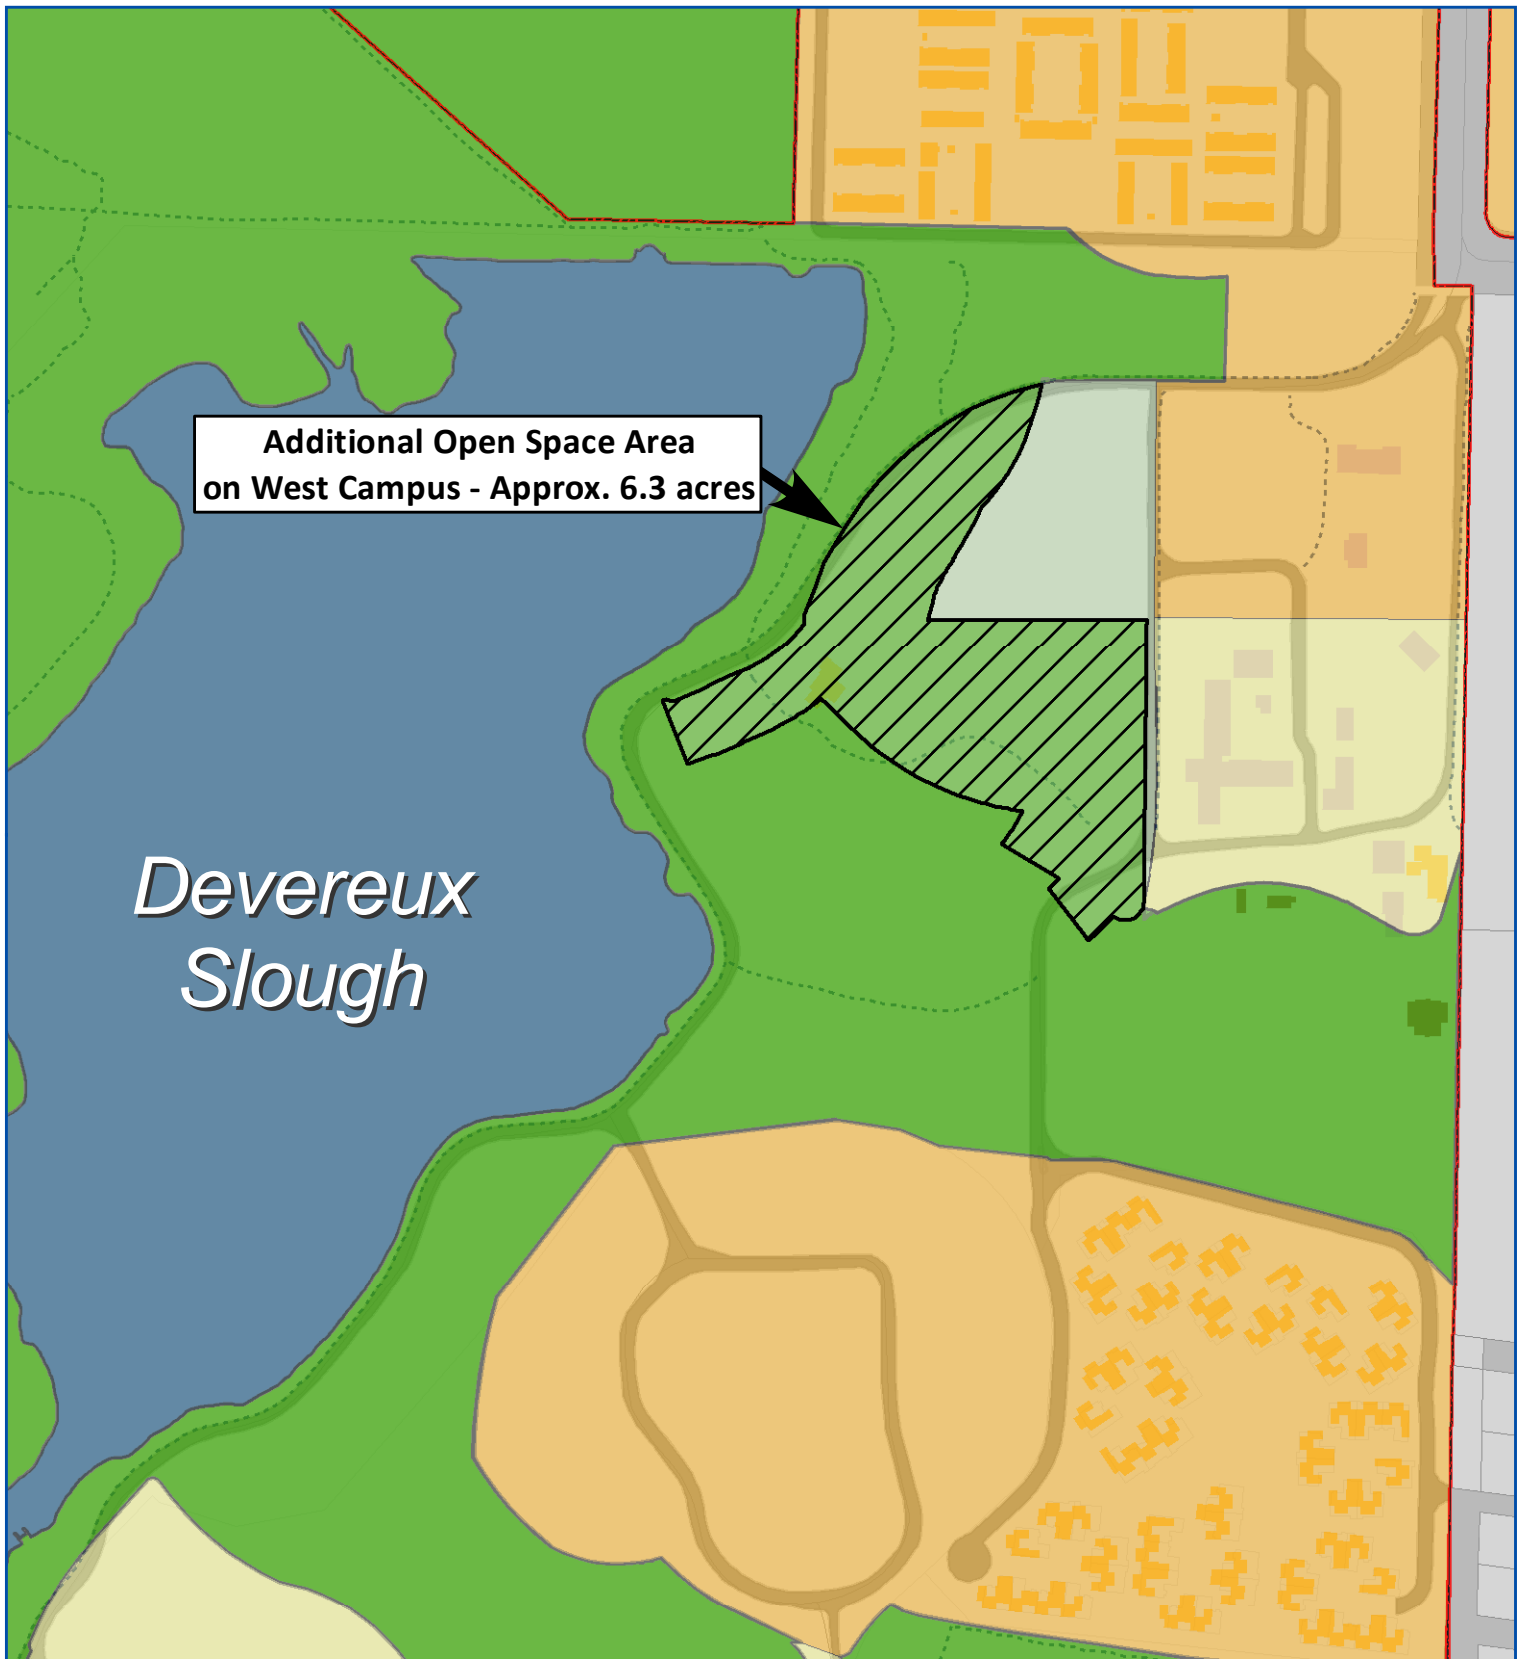 Additional Open Space Area
on West Campus - Approx. 6.3 acres
Devereux
Slough